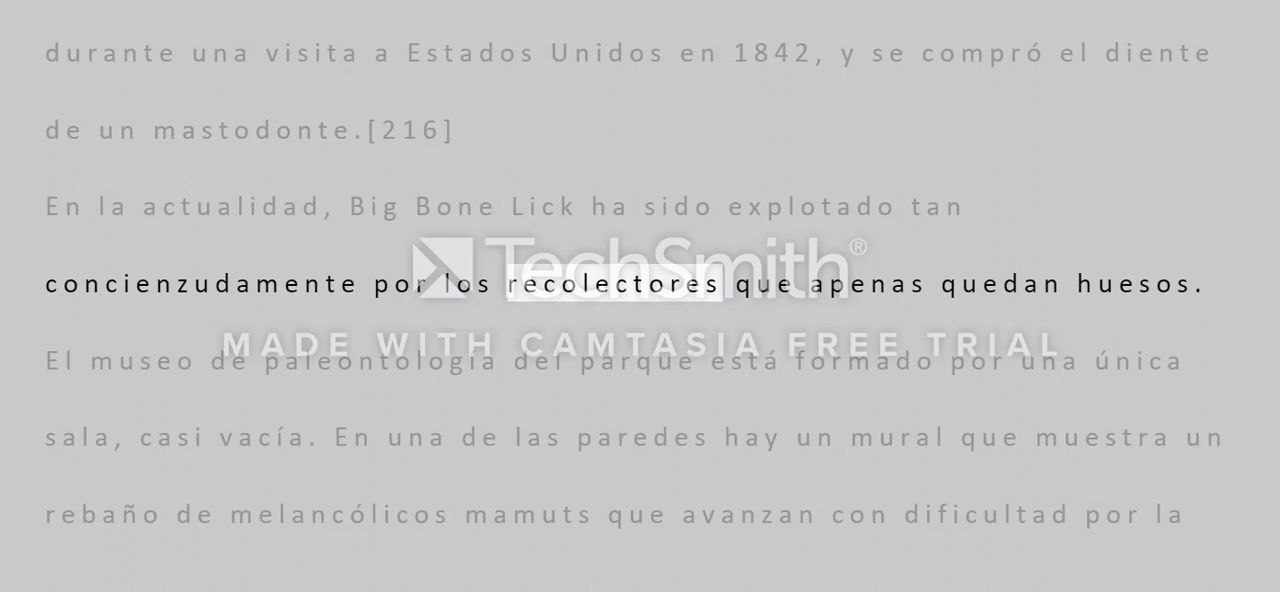 durante una visita a Estados Unidos en 1842, y se compró el diente
de un mastodonte.[216]
En la actualidad, Big Bone Lick ha sido explotado tan
TechSmith®
concienzudamente por los recolectores que apenas quedan huesos.
MADE WITH CAMTASIA FREE TRIAL
El museo de paleontología del parque está formado por una única
sala, casi vacía. En una de las paredes hay un mural que muestra un
rebaño de melancólicos mamuts que avanzan con dificultad por la